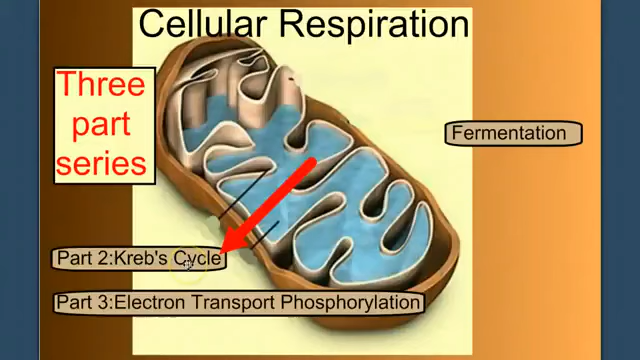 Cellular Respiration
Three
part
series
Fermentation
Part 2:Kreb's Cycle
Part 3:Electron Transport Phosphorylation